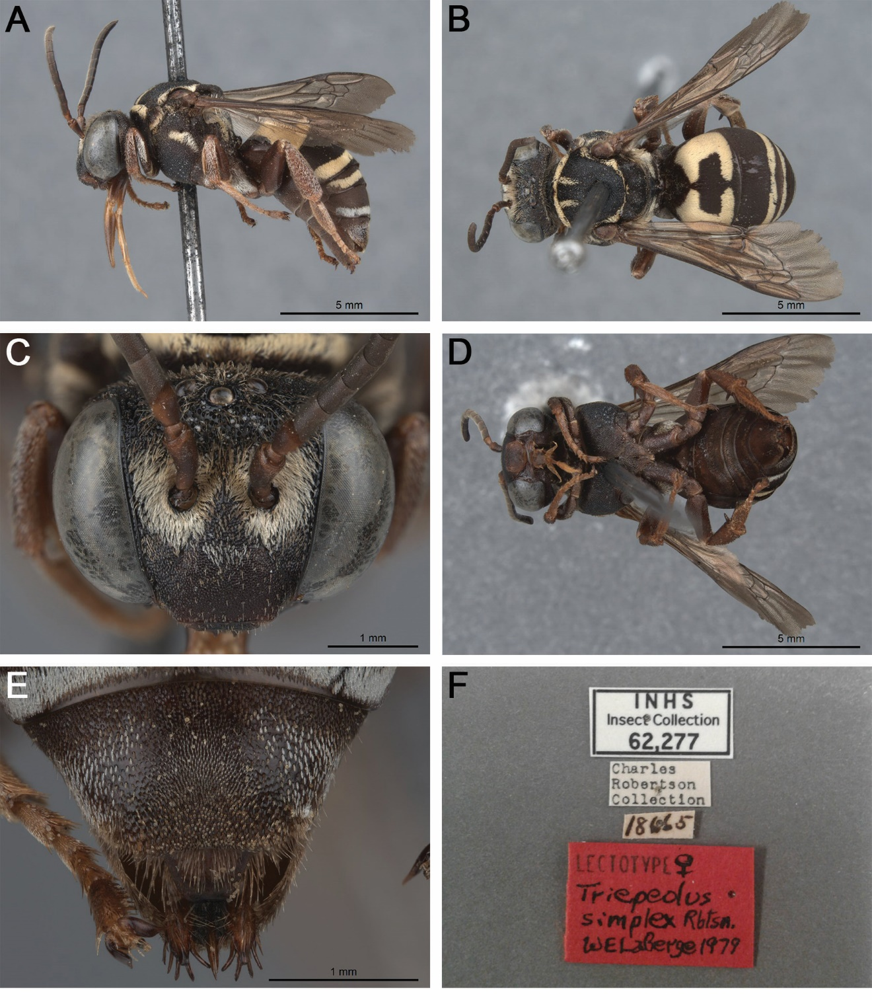 A
B
5 mm
5 mm
C
D
1 mm
5 mm
E
F
1 mm
INHS
Insect Collection
62,277
Charles
Robertson
Collection
18665
LECTOTYPE ♀
Triepeolus
simplex Rbtsn.
WELaBerge 1979